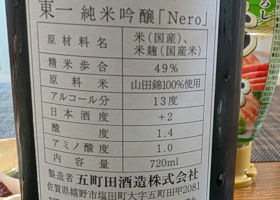 東一 純米吟醸「Nero」
原材料名 米(国産)、
米麹(国産米)
精米歩合 49%
原料米 山田錦100%使用
アルコール分 13度
日本酒度 +2
酸度 1.4
アミノ酸度 1.0
内容量 720ml
製造者 五町田酒造株式会社
佐賀県嬉野市塩田町大字五町田甲2081